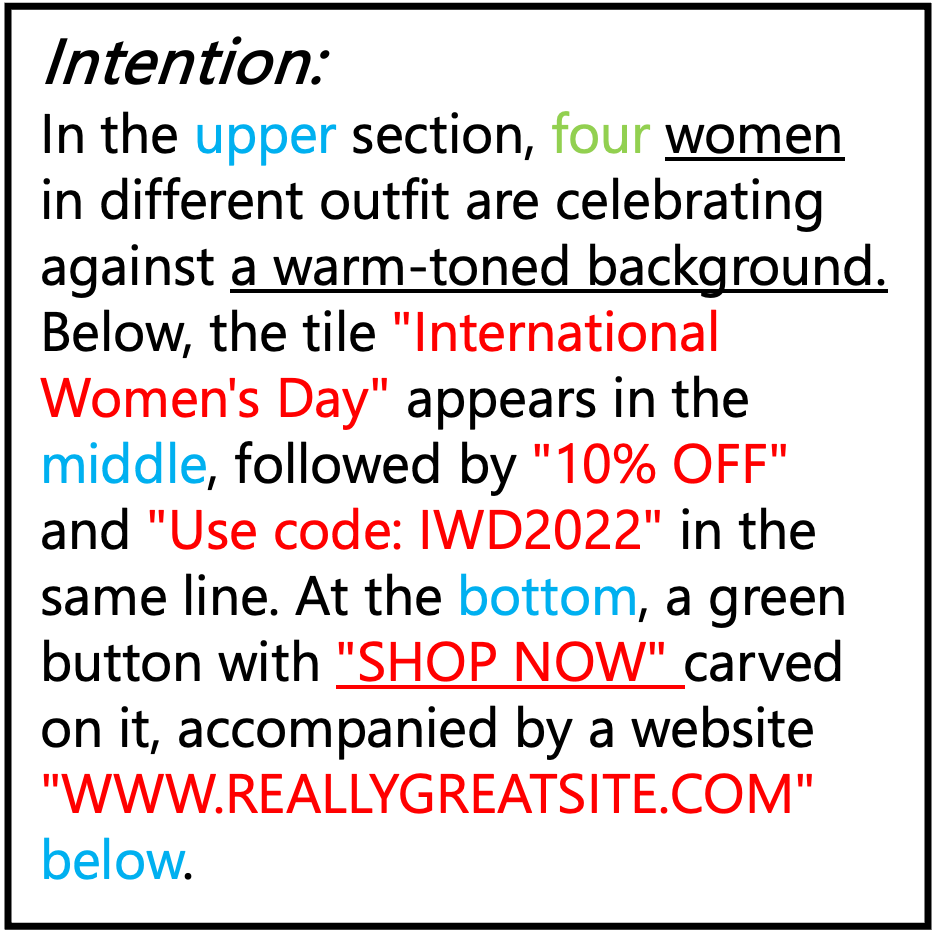 Intention:
In the upper section, four women
in different outfit are celebrating
against a warm-toned background.
Below, the tile "International
Women's Day" appears in the
middle, followed by "10% OFF"
and "Use code: IWD2022" in the
same line. At the bottom, a green
button with "SHOP NOW" carved
on it, accompanied by a website
"WWW.REALLYGREATSITE.COM"
below.